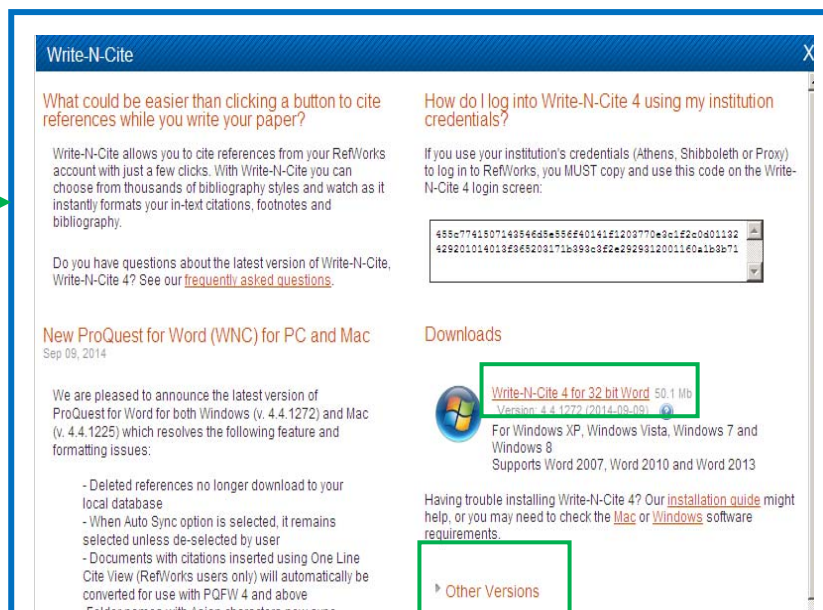 Write-N-Cite
X
What could be easier than clicking a button to cite
references while you write your paper?
Write-N-Cite allows you to cite references from your RefWorks
account with just a few clicks. With Write-N-Cite you can
choose from thousands of bibliography styles and watch as it
instantly formats your in-text citations, footnotes and
bibliography.
Do you have questions about the latest version of Write-N-Cite,
Write-N-Cite 4? See our frequently asked questions.
New ProQuest for Word (WNC) for PC and Mac
Sep 09, 2014
We are pleased to announce the latest version of
ProQuest for Word for both Windows (v. 4.4.1272) and Mac
(v. 4.4.1225) which resolves the following feature and
formatting issues:
- Deleted references no longer download to your
local database
- When Auto Sync option is selected, it remains
selected unless de-selected by user
- Documents with citations inserted using One Line
Cite View (RefWorks users only) will automatically be
converted for use with PQFW 4 and above
How do I log into Write-N-Cite 4 using my institution
credentials?
If you use your institution's credentials (Athens, Shibboleth or Proxy)
to log in to RefWorks, you MUST copy and use this code on the Write-
N-Cite 4 login screen:
Downloads
Write-N-Cite 4 for 32 bit Word 50.1 Mb
Version: 4.4.1272 (2014-09-09)
For Windows XP, Windows Vista, Windows 7 and
Windows 8
Supports Word 2007, Word 2010 and Word 2013
Having trouble installing Write-N-Cite 4? Our installation guide might
help, or you may need to check the Mac or Windows software
requirements.
Other Versions